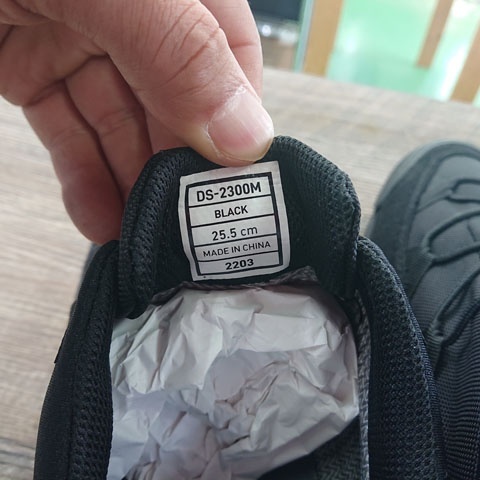 DS-2300M
BLACK
25.5 cm
MADE IN CHINA
2203